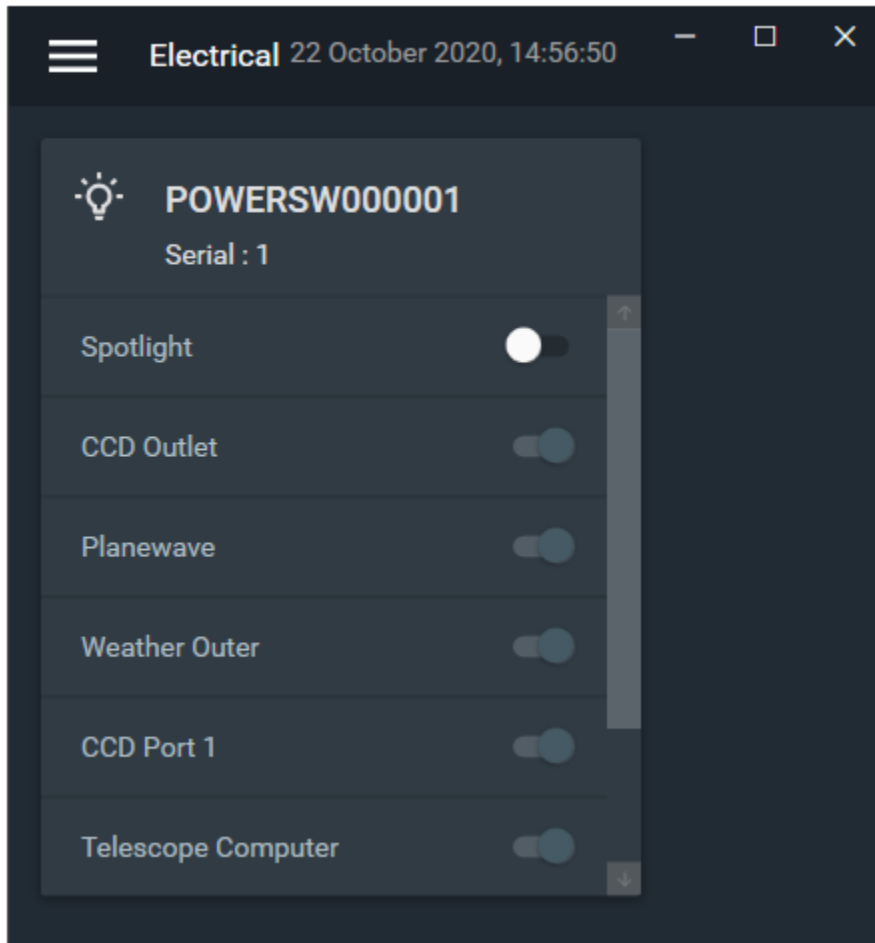 Electrical 22 October 2020, 14:56:50
POWERSW000001
Serial : 1
Spotlight
CCD Outlet
Planewave
Weather Outer
CCD Port 1
Telescope Computer